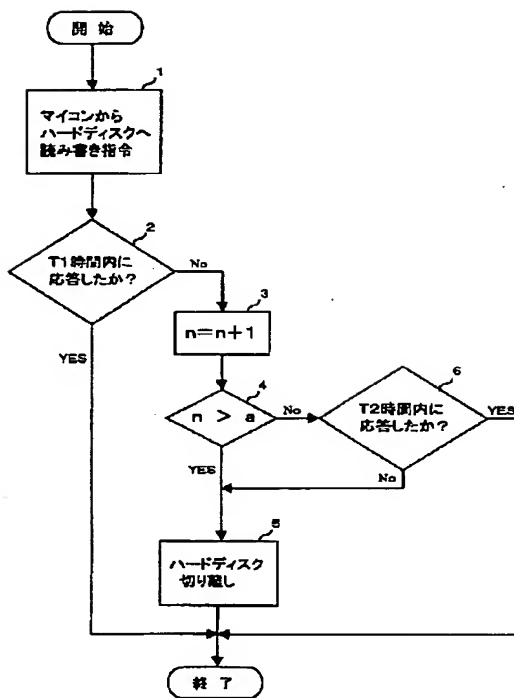 開 始
1
マイコンから
ハードディスクへ
読み書き指令
2
T1時間内に
応答したか？
No
YES
3
n＝n＋1
4
n ＞ a
No
YES
6
T2時間内に
応答したか？
YES
No
5
ハードディスク
切り離し
終 了